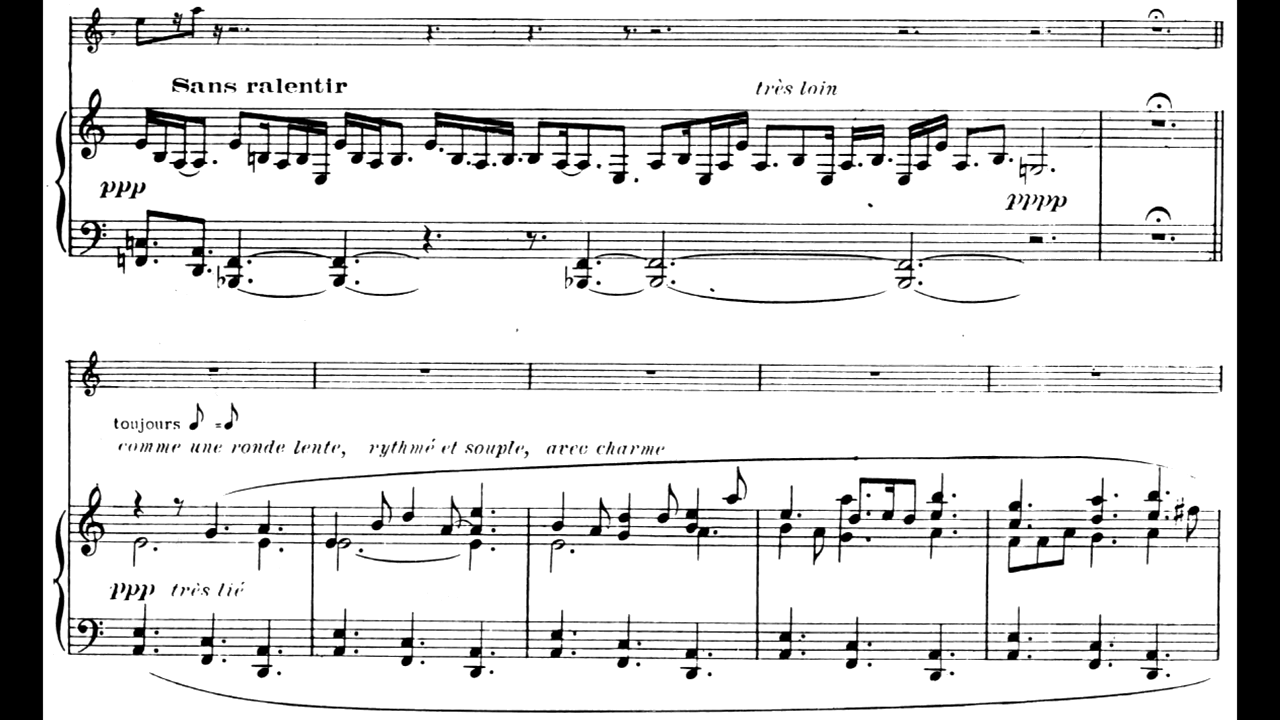 Sans ralentir
très loin
ppp
pppp
toujours ♪ = ♪
comme une ronde lente, rythmé et souple, avec charme
ppp très lié